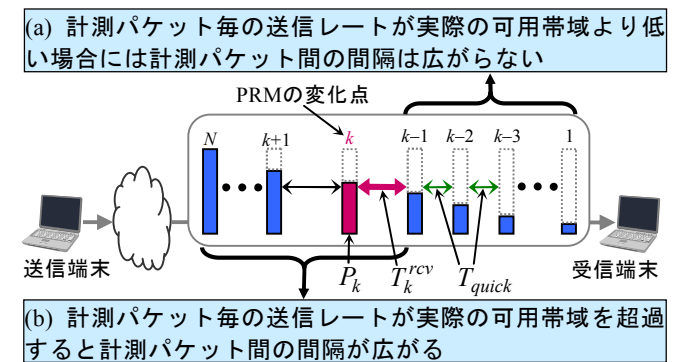 (a) 計測パケット毎の送信レートが実際の可用帯域より低
い場合には計測パケット間の間隔は広がらない
PRMの変化点
N k+1 k k−1 k−2 k−3 1
送信端末 受信端末
P_k T_k^{rcv} T_{quick}
(b) 計測パケット毎の送信レートが実際の可用帯域を超過
すると計測パケット間の間隔が広がる